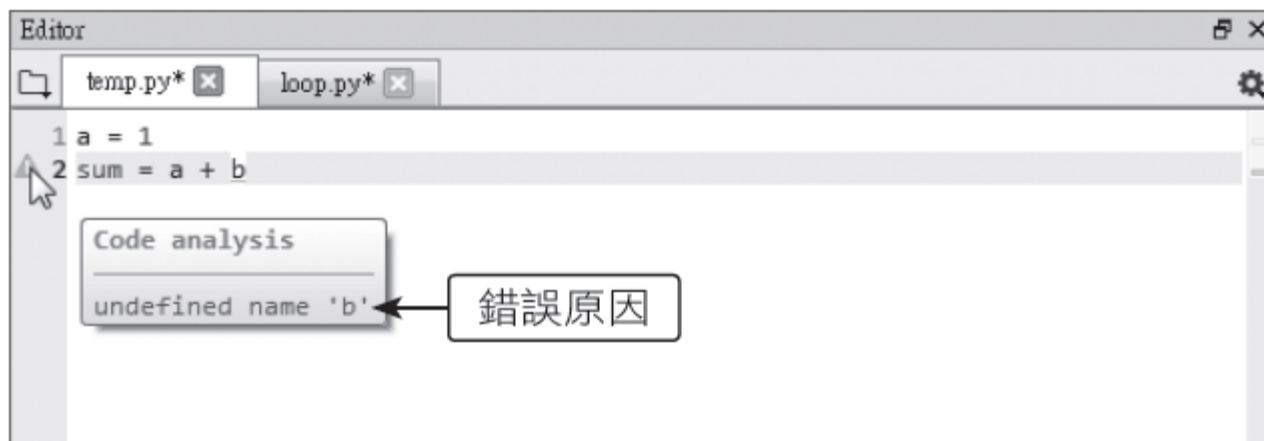 Editor
temp.py* loop.py*
1 a = 1
2 sum = a + b
Code analysis
undefined name 'b'
錯誤原因